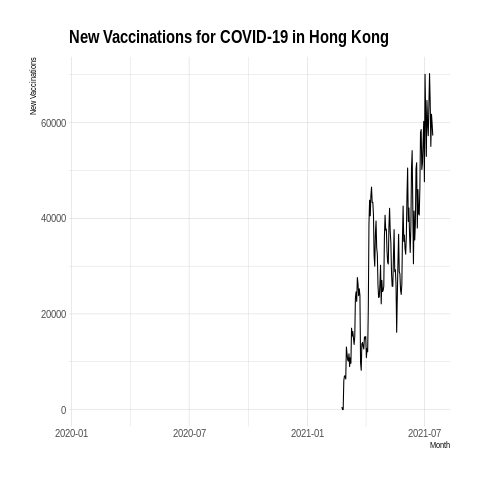 New Vaccinations for COVID-19 in Hong Kong
New Vaccinations
60000
40000
20000
0
2020-01 2020-07 2021-01 2021-07
Month